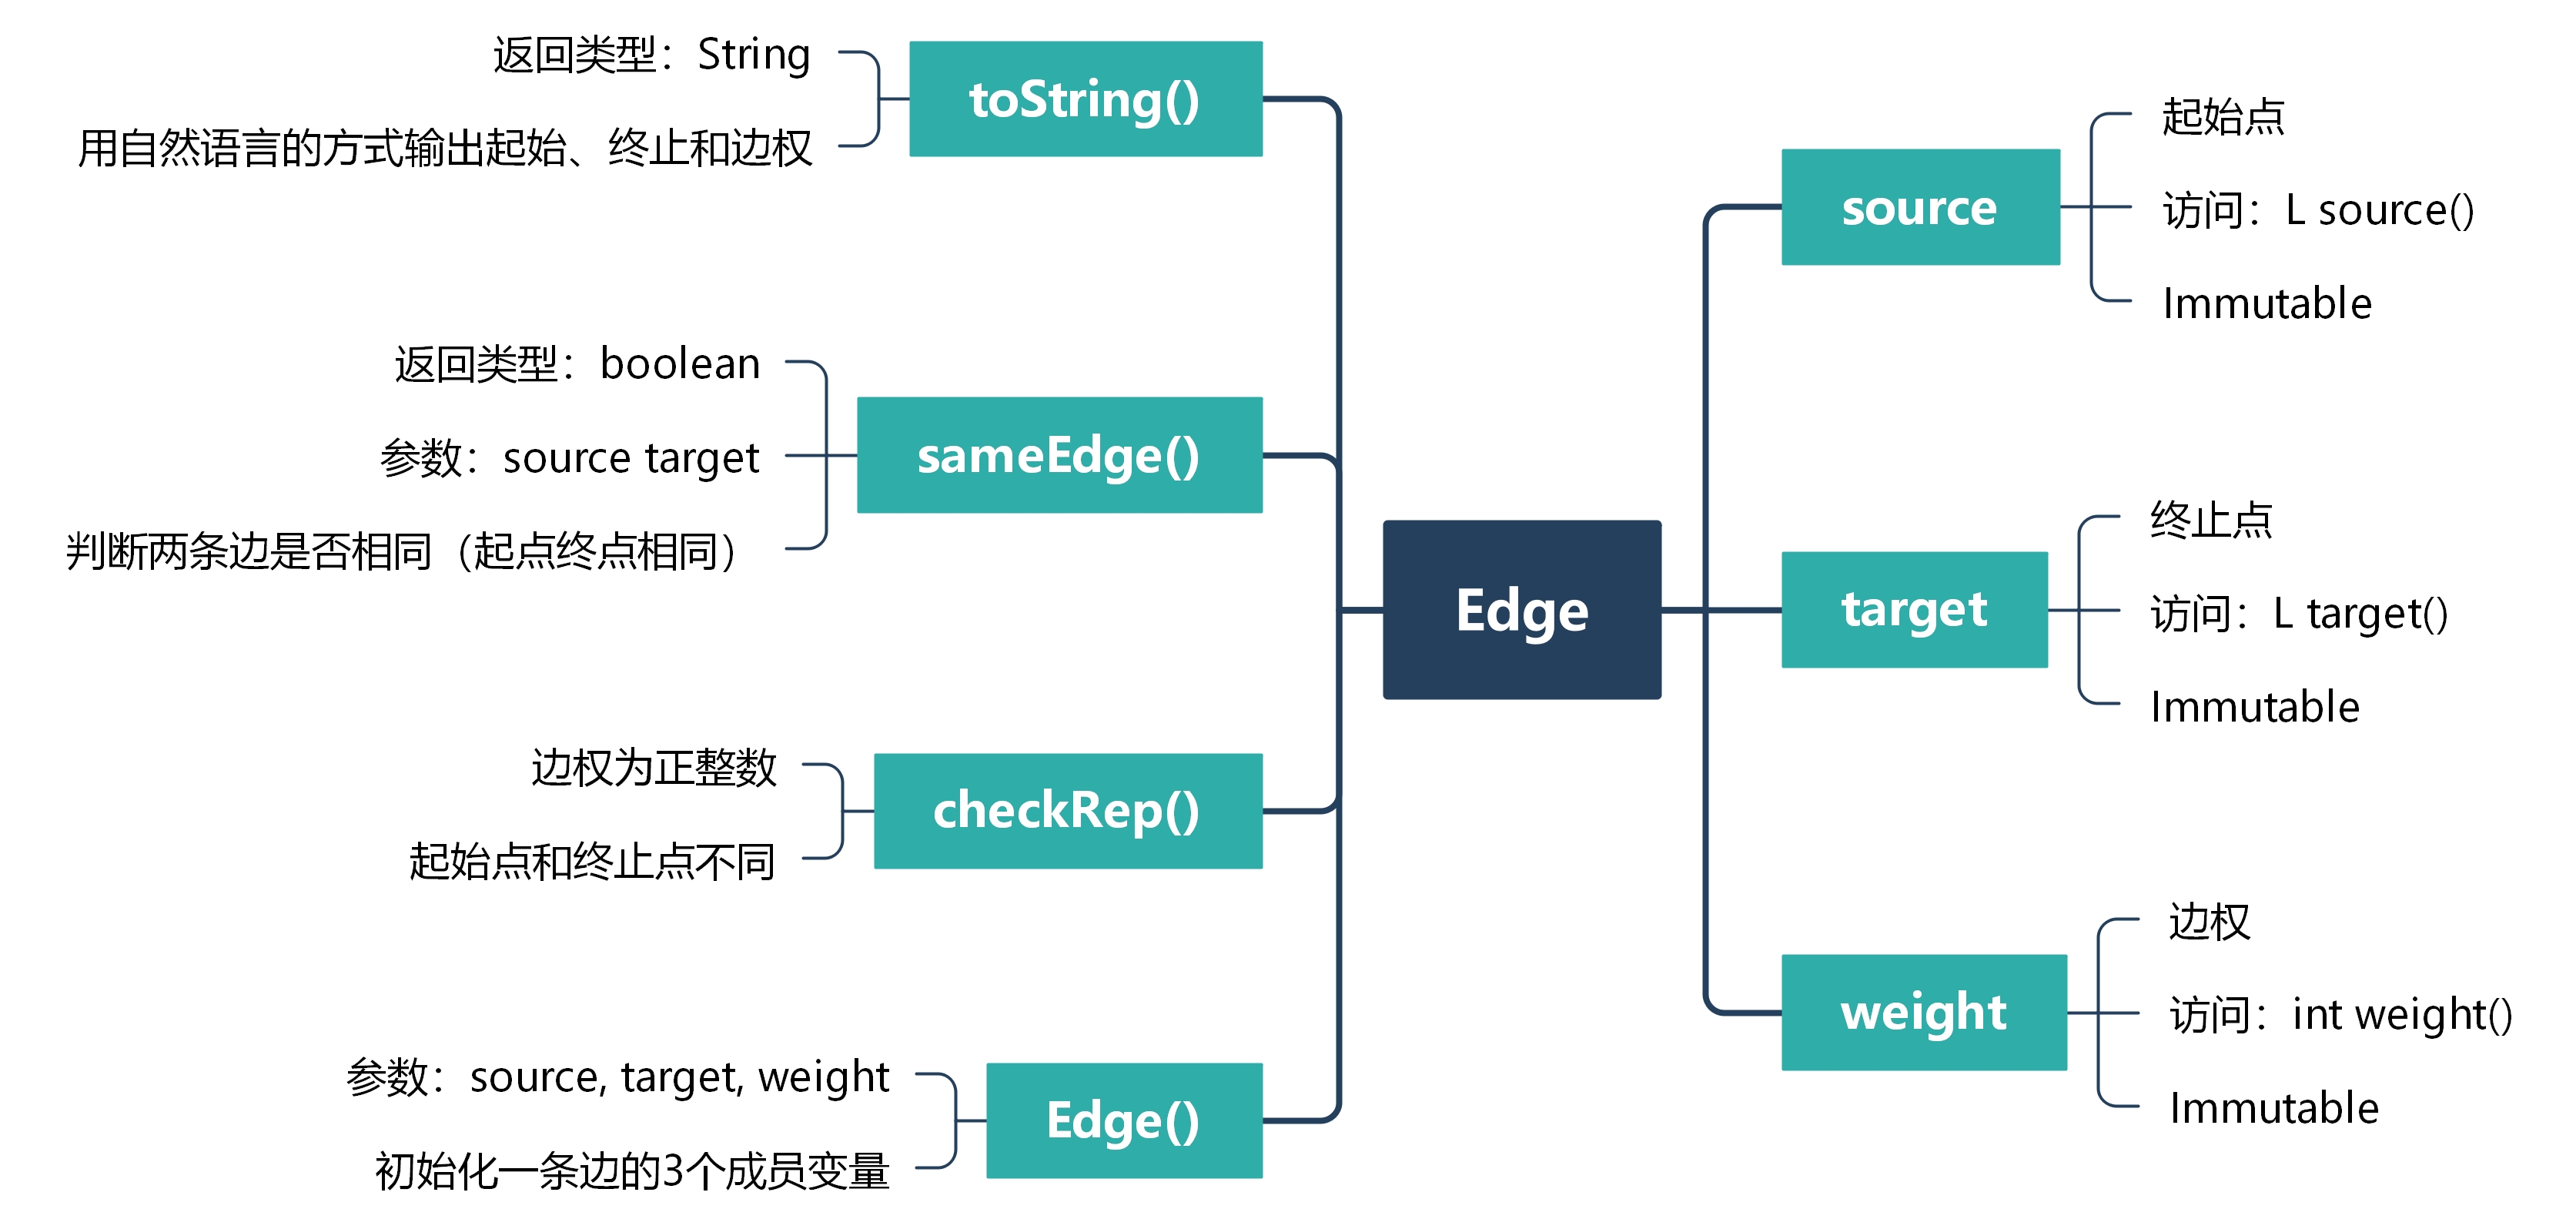 返回类型：String
用自然语言的方式输出起始、终止和边权
toString()
返回类型：boolean
参数：source target
判断两条边是否相同（起点终点相同）
sameEdge()
边权为正整数
起始点和终止点不同
checkRep()
参数：source, target, weight
初始化一条边的3个成员变量
Edge()
Edge
source
起始点
访问：L source()
Immutable
target
终止点
访问：L target()
Immutable
weight
边权
访问：int weight()
Immutable